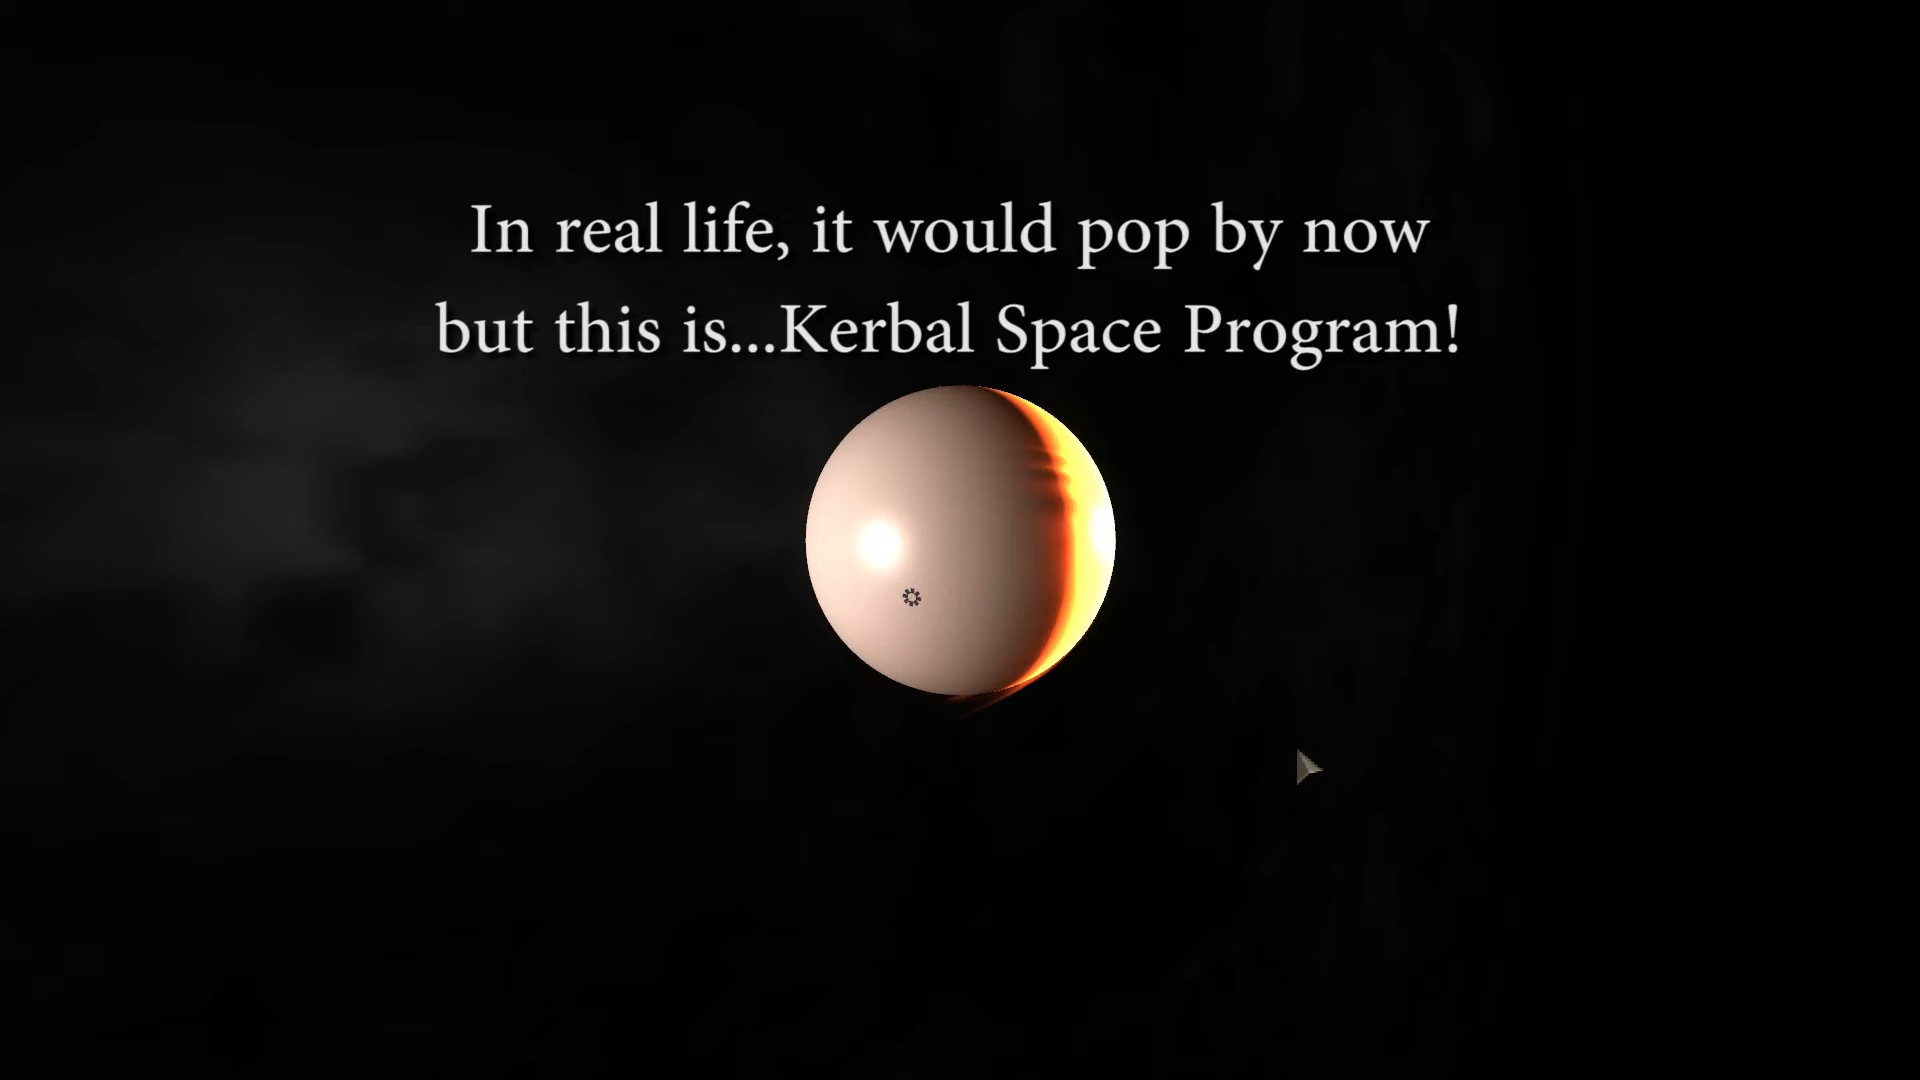 In real life, it would pop by now
but this is...Kerbal Space Program!